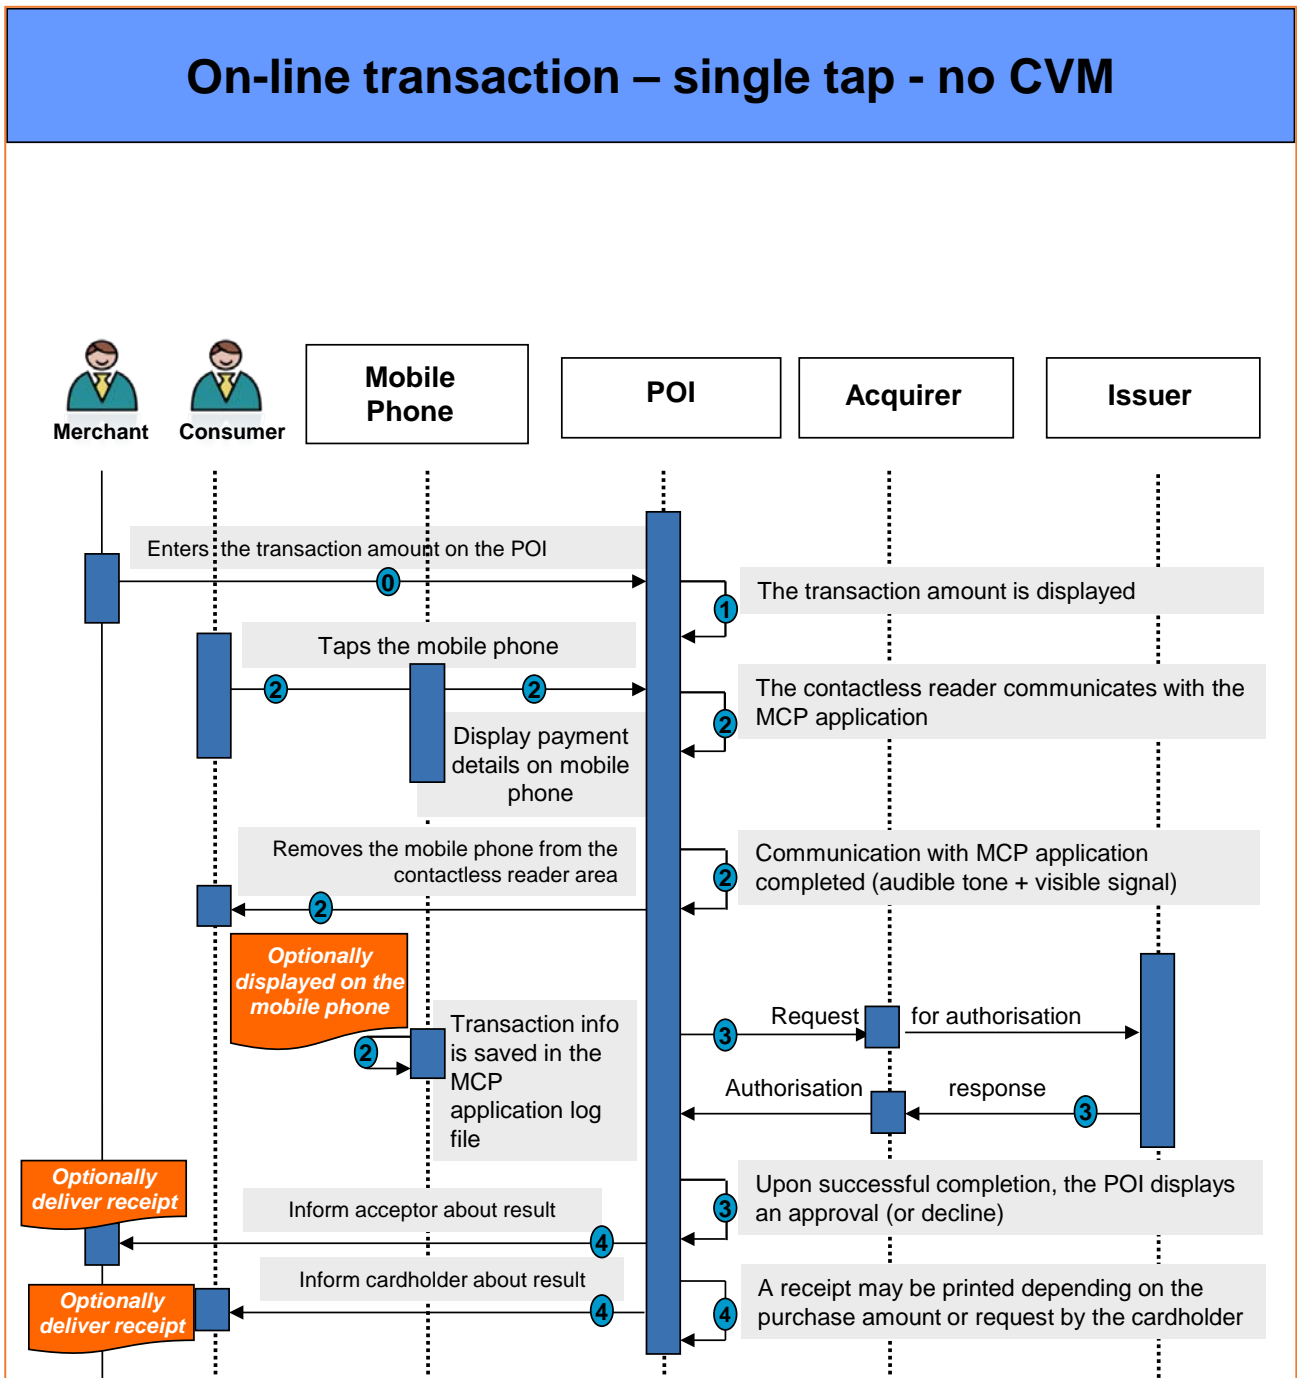 On-line transaction – single tap - no CVM
Merchant
Consumer
Mobile
Phone
POI
Acquirer
Issuer
Enters the transaction amount on the POI
0
The transaction amount is displayed
1
Taps the mobile phone
2
2
The contactless reader communicates with the
MCP application
2
Display payment
details on mobile
phone
Removes the mobile phone from the
contactless reader area
2
Communication with MCP application
completed (audible tone + visible signal)
2
Optionally
displayed on the
mobile phone
2
Transaction info
is saved in the
MCP
application log
file
Request for authorisation
3
Authorisation response
3
Optionally
deliver receipt
Inform acceptor about result
4
Upon successful completion, the POI displays
an approval (or decline)
3
Optionally
deliver receipt
Inform cardholder about result
4
A receipt may be printed depending on the
purchase amount or request by the cardholder
4